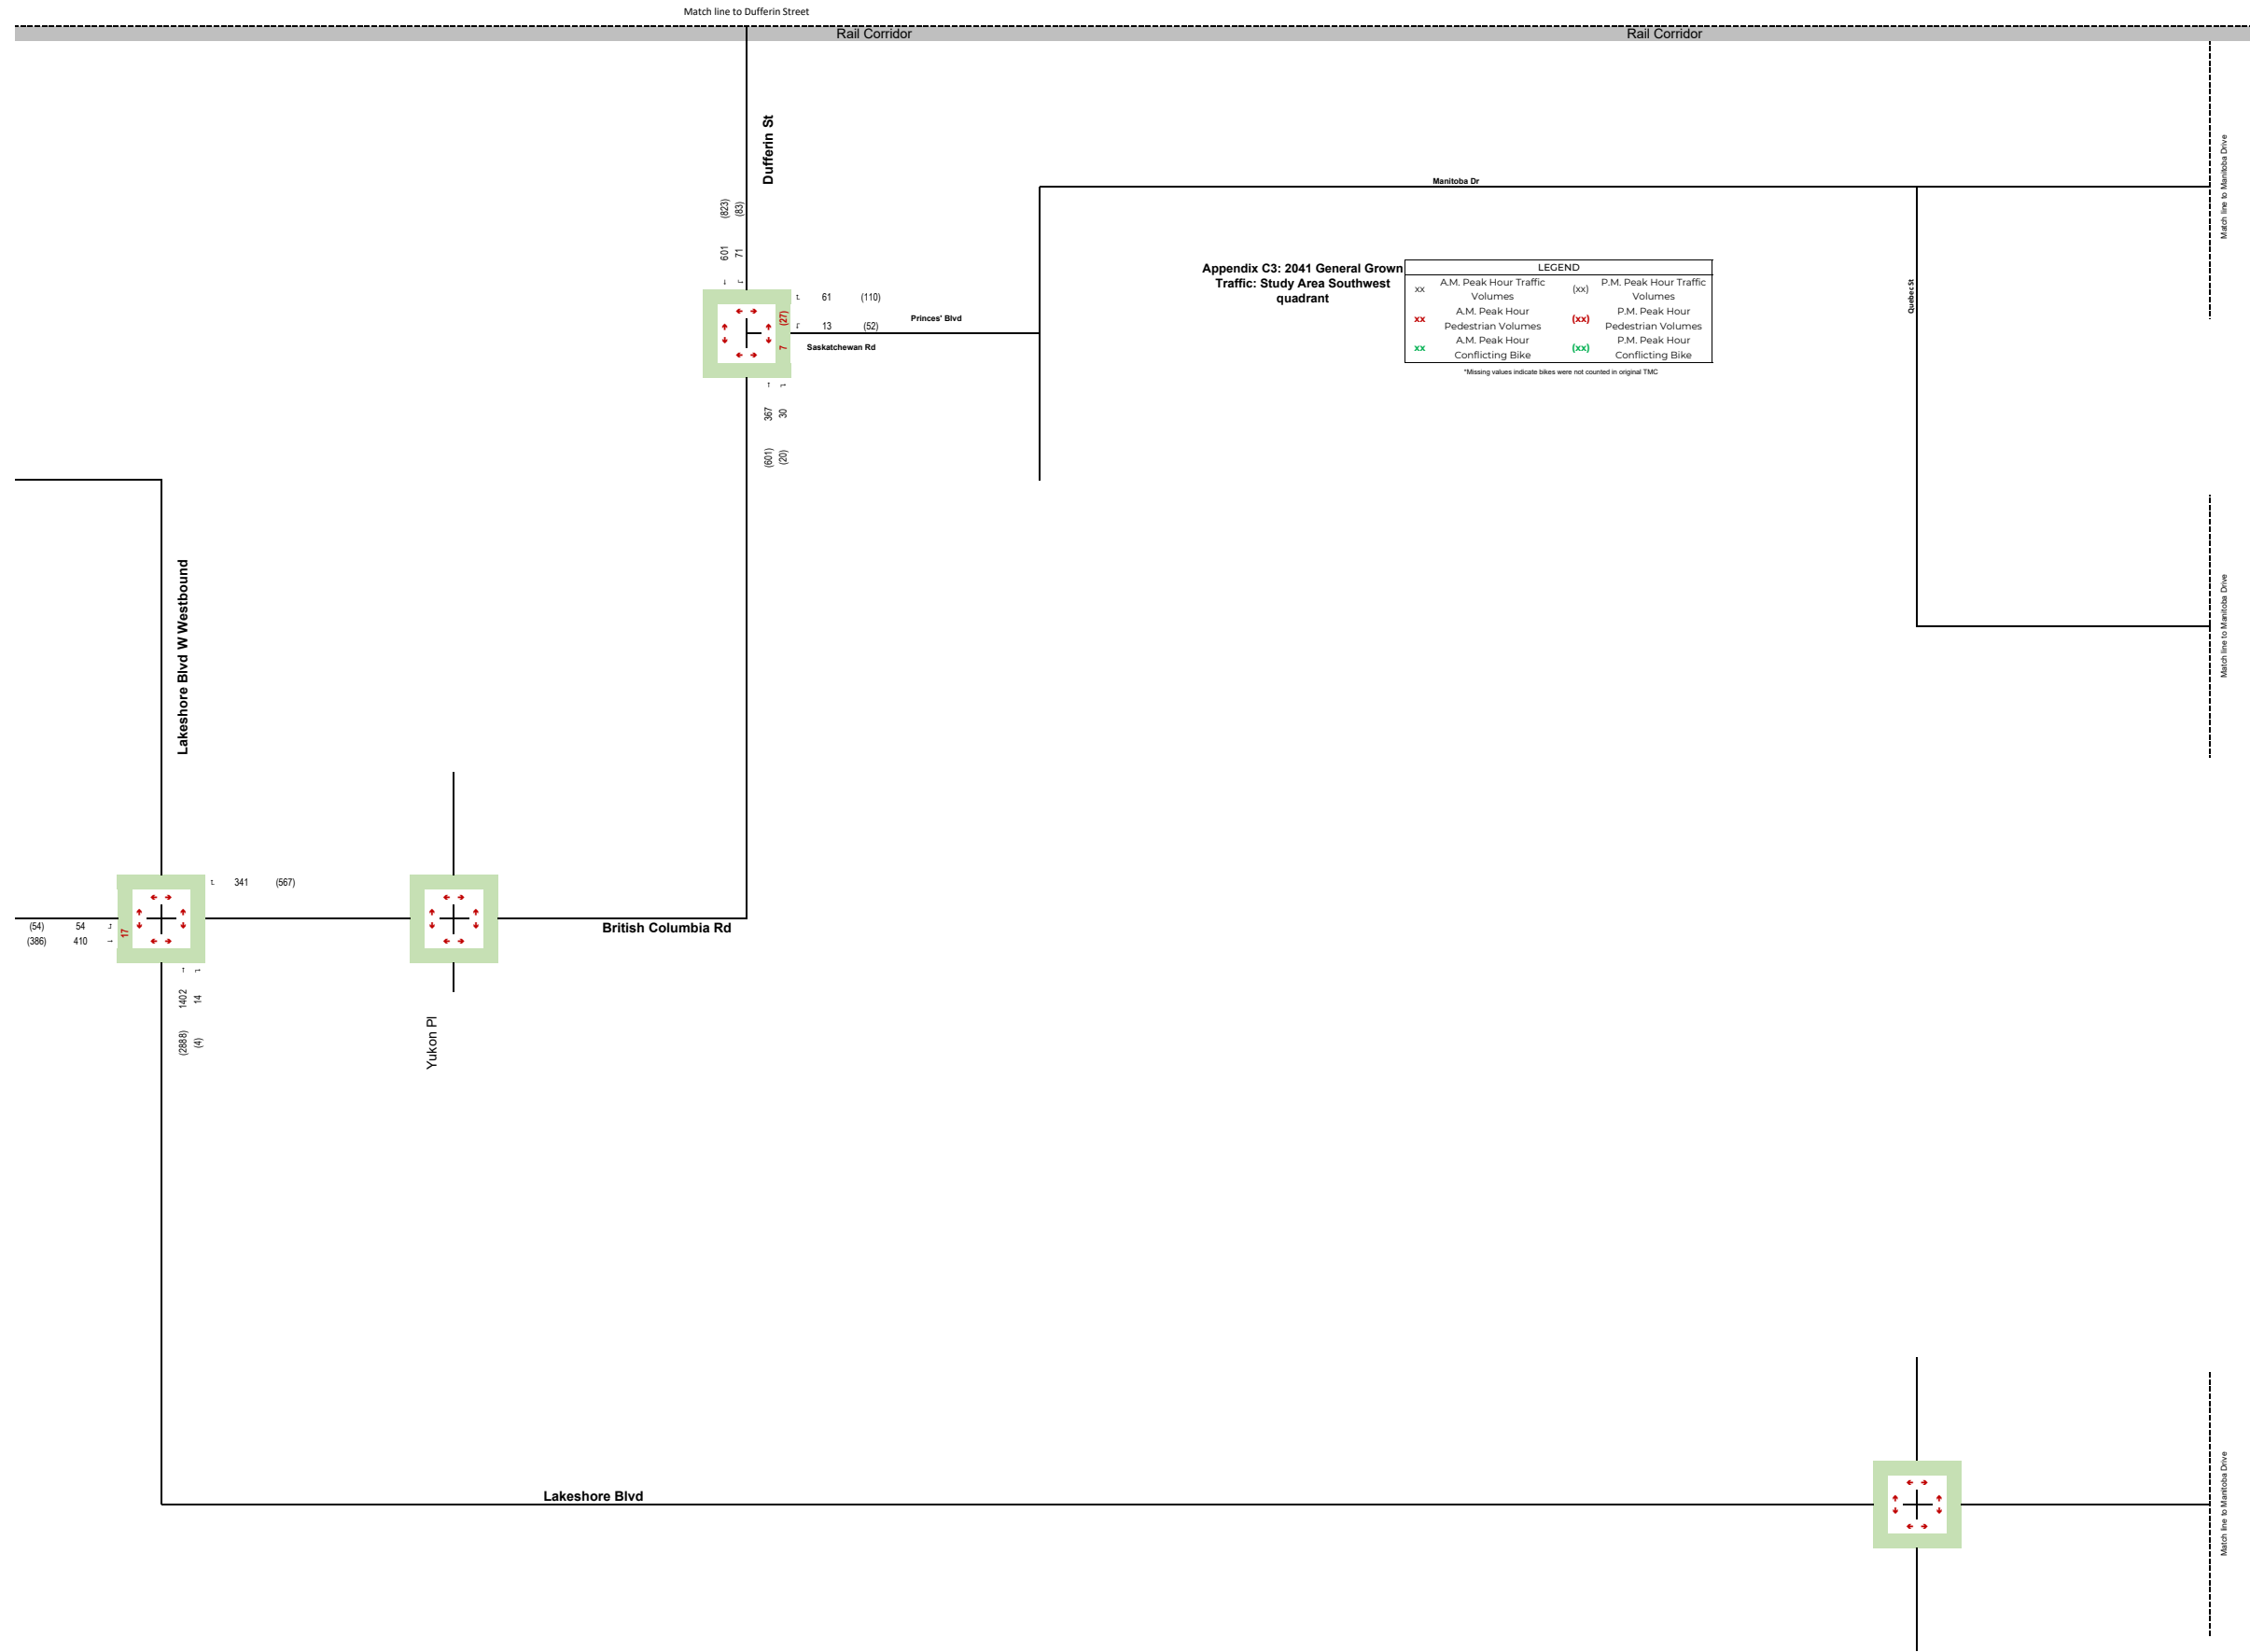 Match line to Dufferin Street
Rail Corridor
Rail Corridor
Dufferin St
Match line to Manitoba Drive
Manitoba Dr
(823)
(83)
601
71
61 (110)
13 (52)
Princes' Blvd
Saskatchewan Rd
(27)
7
367
30
(601)
(20)
Appendix C3: 2041 General Grown
Traffic: Study Area Southwest
quadrant
LEGEND
xx A.M. Peak Hour Traffic Volumes (xx) P.M. Peak Hour Traffic Volumes
xx A.M. Peak Hour Pedestrian Volumes (xx) P.M. Peak Hour Pedestrian Volumes
xx A.M. Peak Hour Conflicting Bike (xx) P.M. Peak Hour Conflicting Bike
*Missing values indicate bikes were not counted in original TMC
Quebec St
Lakeshore Blvd W Westbound
Match line to Manitoba Drive
341 (567)
(54) 54
(386) 410
17
British Columbia Rd
1402
14
(2888)
(4)
Yukon Pl
Lakeshore Blvd
Match line to Manitoba Drive